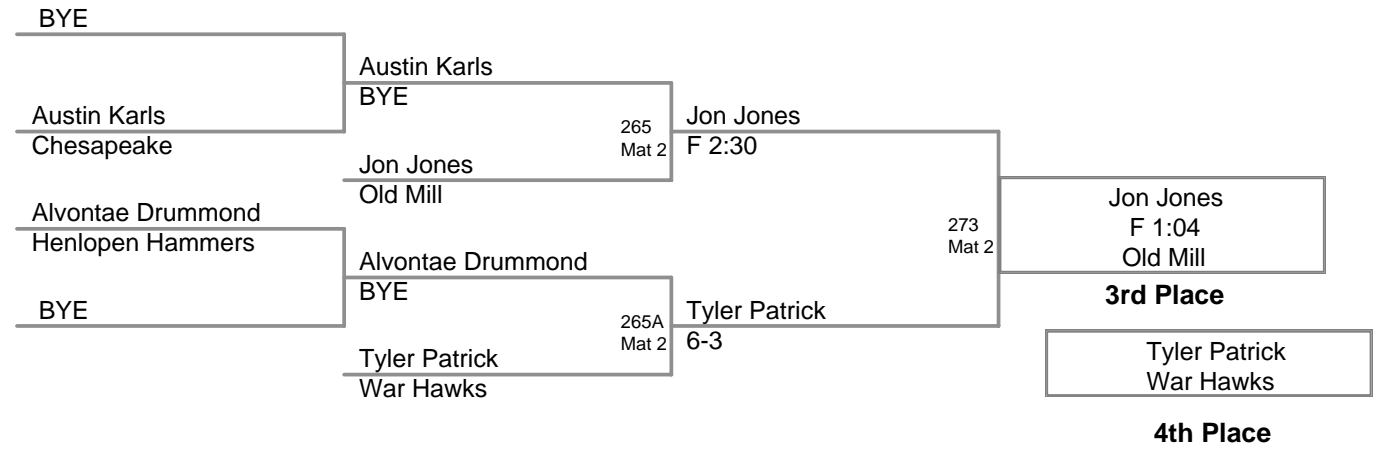 BYE
Austin Karls
BYE
Austin Karls
Chesapeake
265
Mat 2
Jon Jones
F 2:30
Jon Jones
Old Mill
Alvontae Drummond
Henlopen Hammers
273
Mat 2
Jon Jones
F 1:04
Old Mill
3rd Place
Alvontae Drummond
BYE
BYE
265A
Mat 2
Tyler Patrick
6-3
Tyler Patrick
War Hawks
Tyler Patrick
War Hawks
4th Place